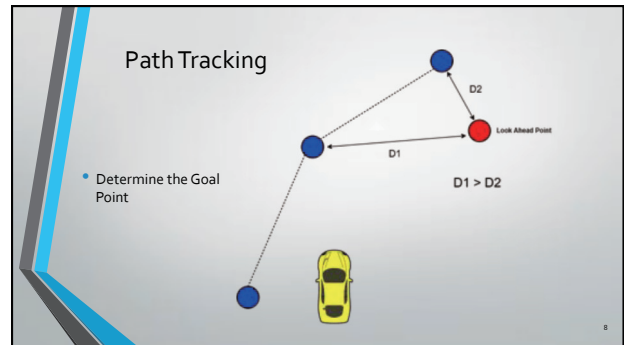 Path Tracking
D2
Look Ahead Point
D1
D1 > D2
• Determine the Goal
Point
8